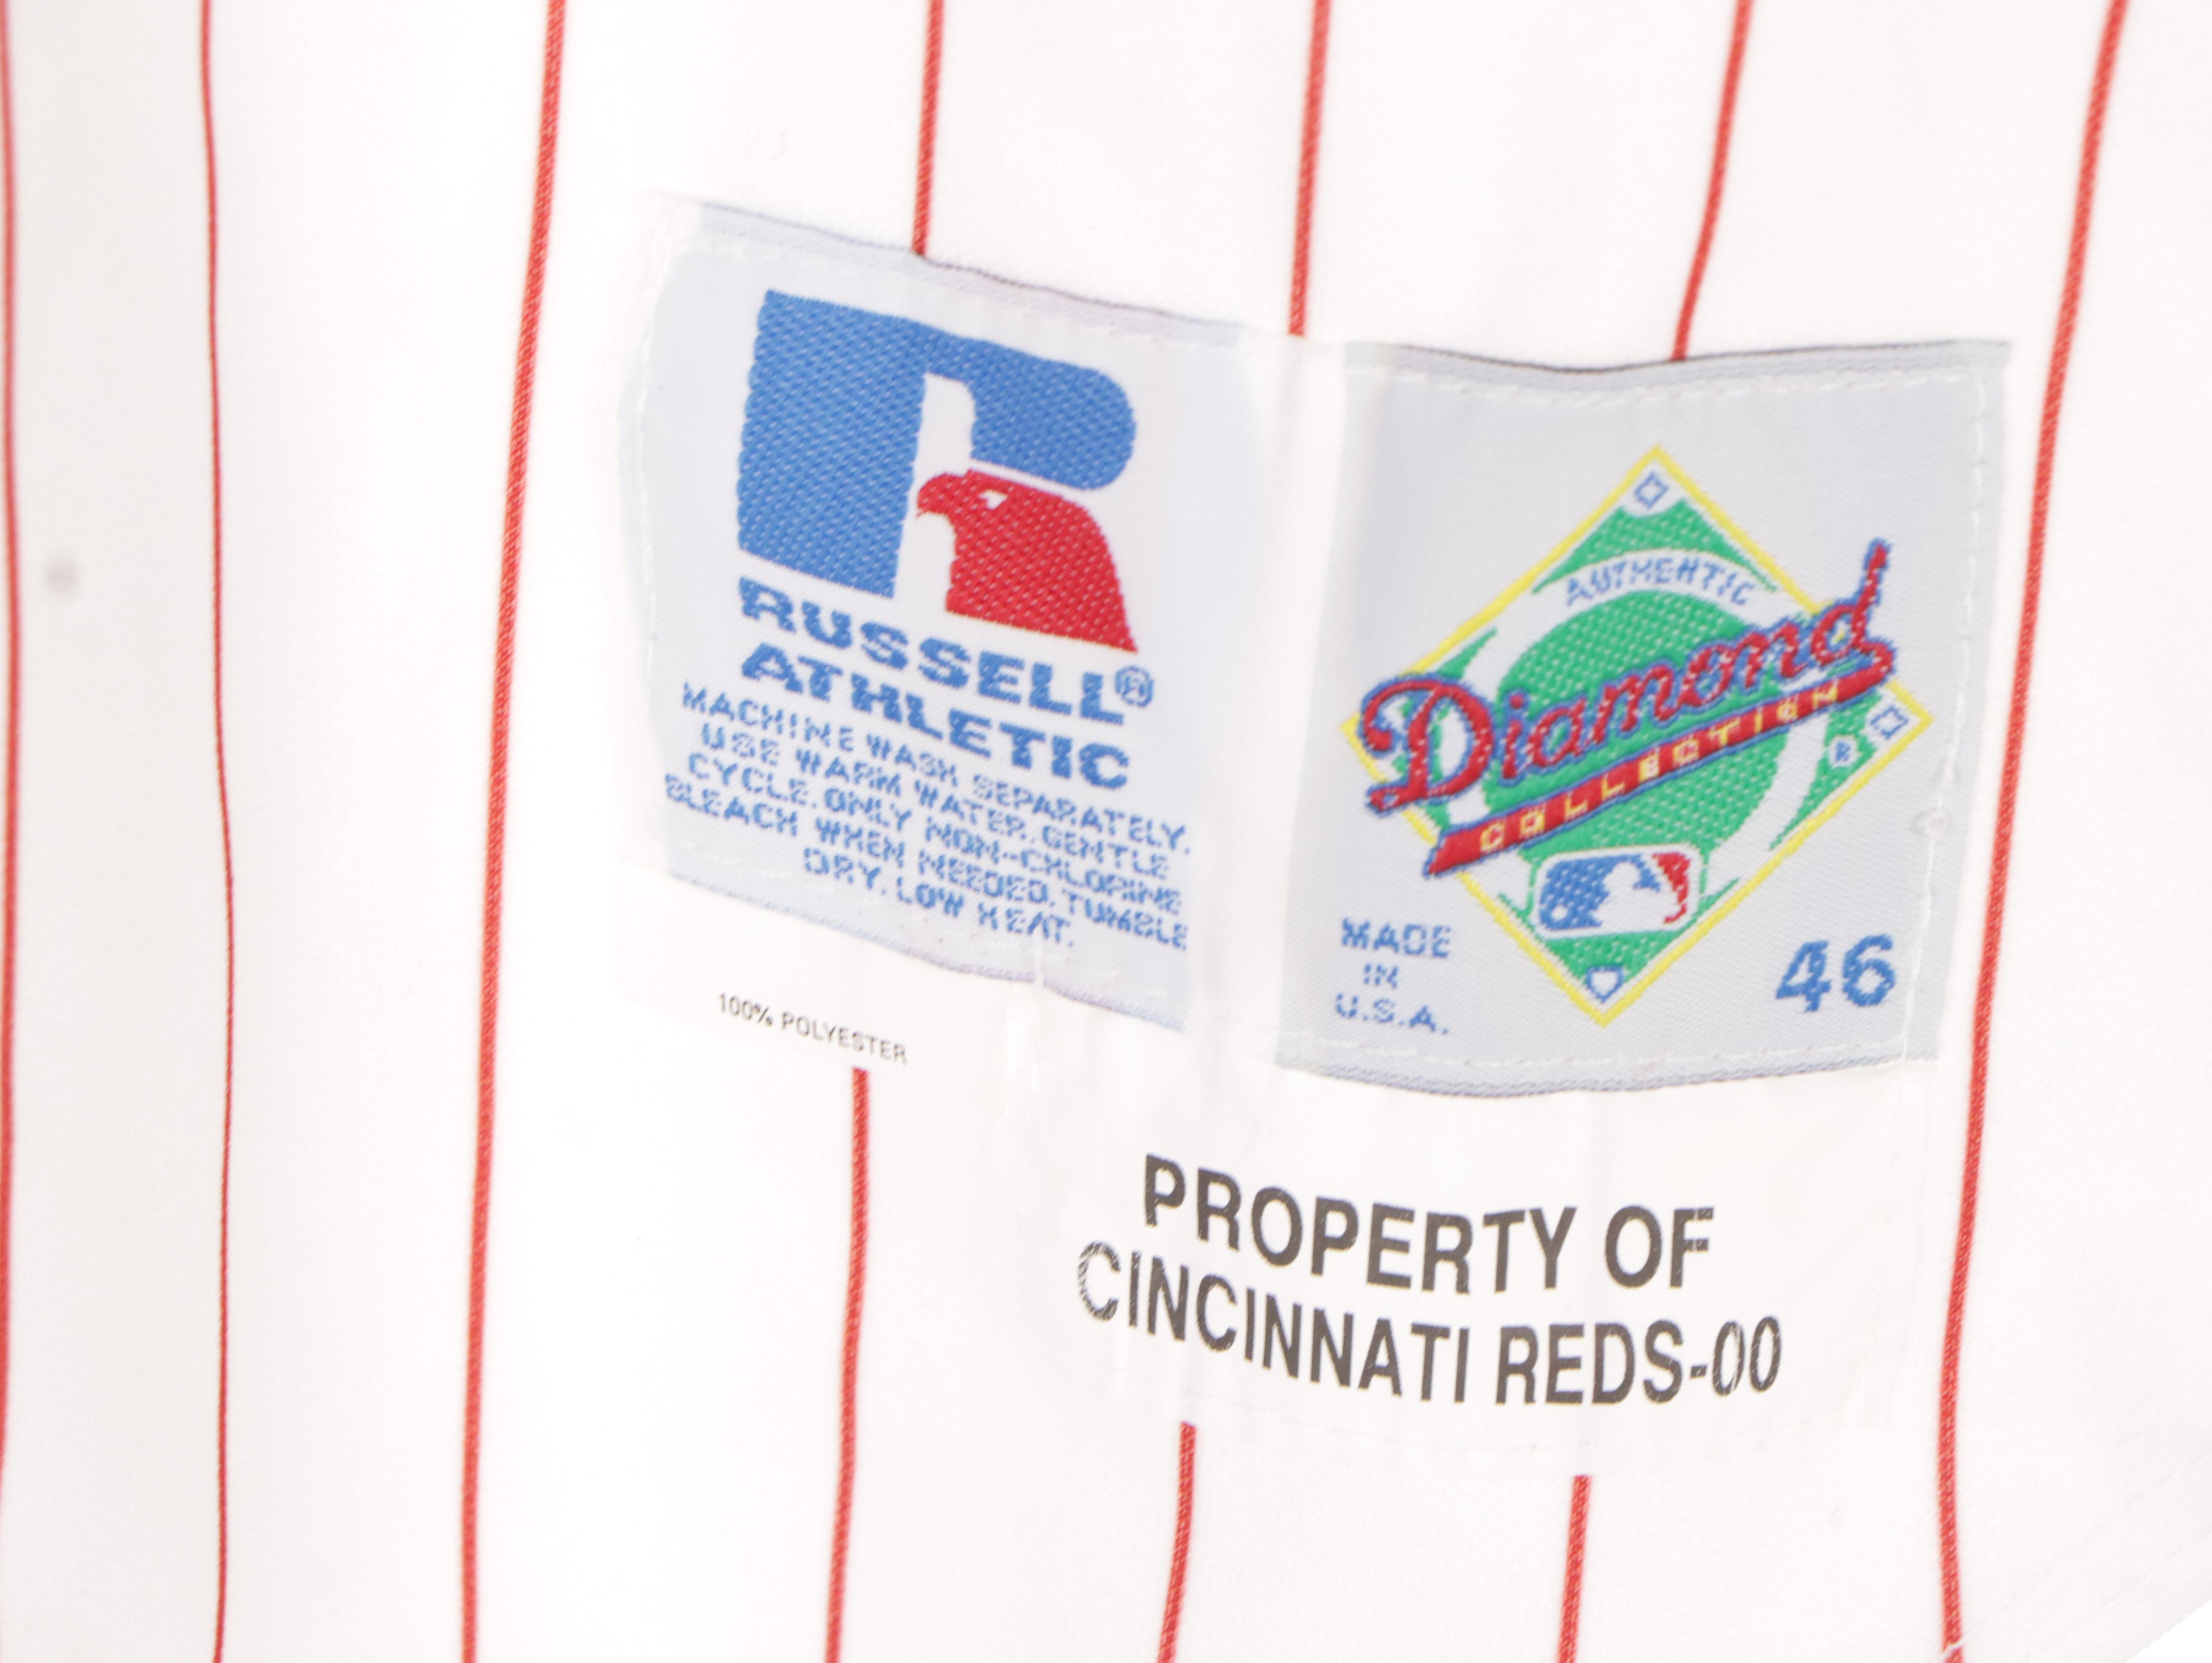 RUSSELL®
ATHLETIC
MACHINE WASH SEPARATELY.
USE WARM WATER, GENTLE
CYCLE. ONLY NON-CHLORINE
BLEACH WHEN NEEDED. TUMBLE
DRY. LOW HEAT.
100% POLYESTER
AUTHENTIC
Diamond
COLLECTION ®
MADE
IN
U.S.A.
46
PROPERTY OF
CINCINNATI REDS-00